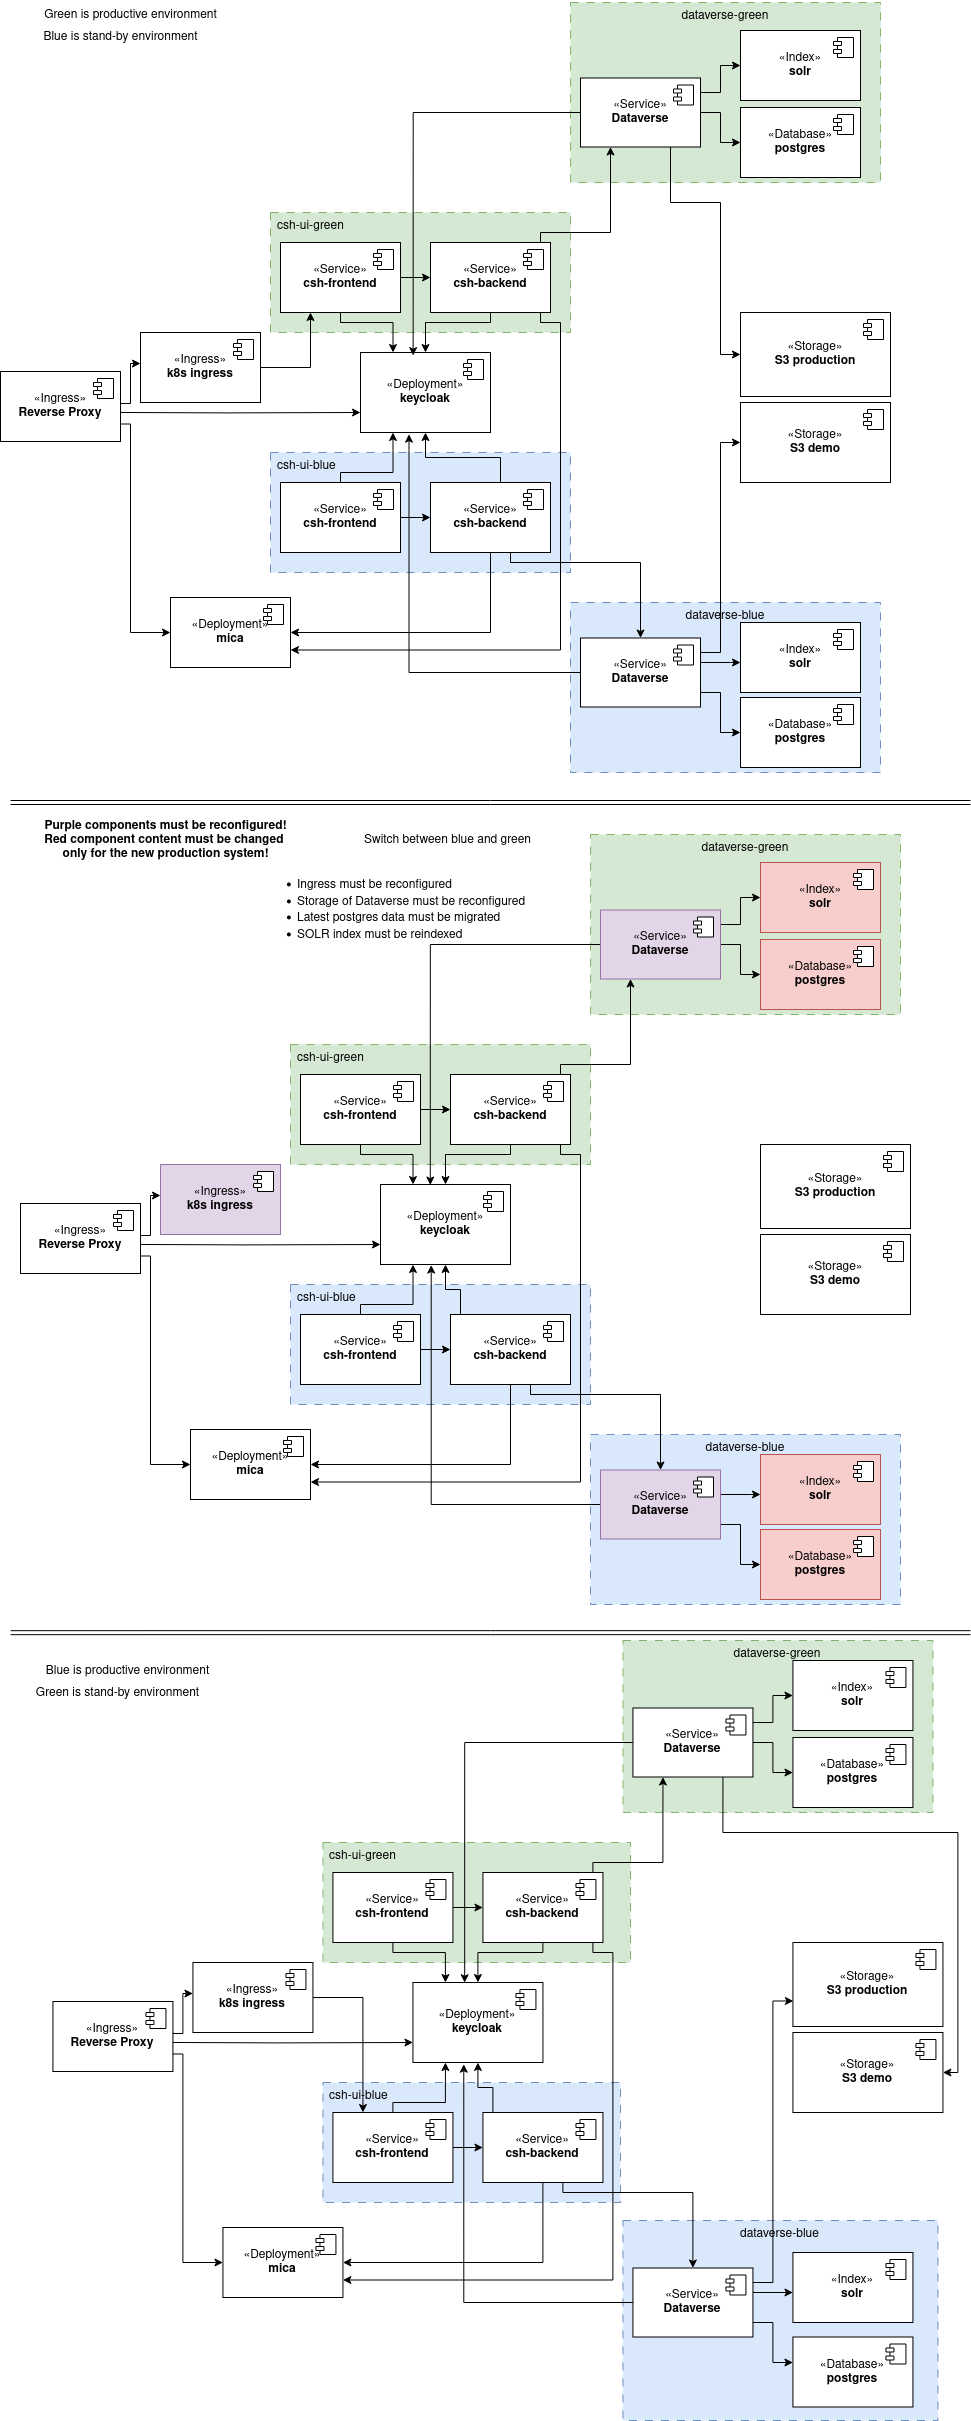 Green is productive environment
Blue is stand-by environment
dataverse-green
«Index»
solr
«Service»
Dataverse
«Database»
postgres
csh-ui-green
«Service»
csh-frontend
«Service»
csh-backend
«Ingress»
k8s ingress
«Storage»
S3 production
«Ingress»
Reverse Proxy
«Deployment»
keycloak
«Storage»
S3 demo
csh-ui-blue
«Service»
csh-frontend
«Service»
csh-backend
«Deployment»
mica
dataverse-blue
«Index»
solr
«Service»
Dataverse
«Database»
postgres
Purple components must be reconfigured!
Red component content must be changed
only for the new production system!
Switch between blue and green
• Ingress must be reconfigured
• Storage of Dataverse must be reconfigured
• Latest postgres data must be migrated
• SOLR index must be reindexed
dataverse-green
«Index»
solr
«Service»
Dataverse
«Database»
postgres
csh-ui-green
«Service»
csh-frontend
«Service»
csh-backend
«Ingress»
k8s ingress
«Storage»
S3 production
«Ingress»
Reverse Proxy
«Deployment»
keycloak
«Storage»
S3 demo
csh-ui-blue
«Service»
csh-frontend
«Service»
csh-backend
«Deployment»
mica
dataverse-blue
«Index»
solr
«Service»
Dataverse
«Database»
postgres
Blue is productive environment
Green is stand-by environment
dataverse-green
«Index»
solr
«Service»
Dataverse
«Database»
postgres
csh-ui-green
«Service»
csh-frontend
«Service»
csh-backend
«Ingress»
k8s ingress
«Storage»
S3 production
«Ingress»
Reverse Proxy
«Deployment»
keycloak
«Storage»
S3 demo
csh-ui-blue
«Service»
csh-frontend
«Service»
csh-backend
«Deployment»
mica
dataverse-blue
«Index»
solr
«Service»
Dataverse
«Database»
postgres